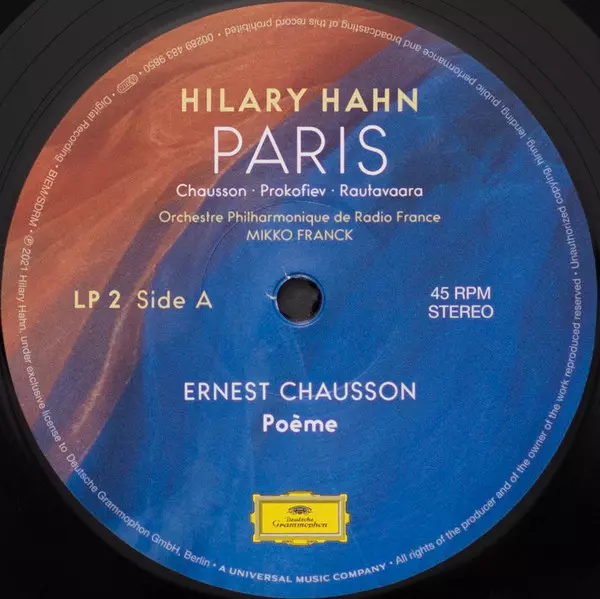 HILARY HAHN
PARIS
Chausson · Prokofiev · Rautavaara
Orchestre Philharmonique de Radio France
MIKKO FRANCK
LP 2 Side A
45 RPM
STEREO
ERNEST CHAUSSON
Poème
Deutsche
Grammophon
℗ 2021 Hilary Hahn, under exclusive license to Deutsche Grammophon GmbH, Berlin • A UNIVERSAL MUSIC COMPANY • All rights of the producer and of the owner of the work reproduced reserved • Unauthorized copying, hiring, lending, public performance and broadcasting of this record prohibited • 00289 483 9850 • Digital Recording • BIEM/SDRM •